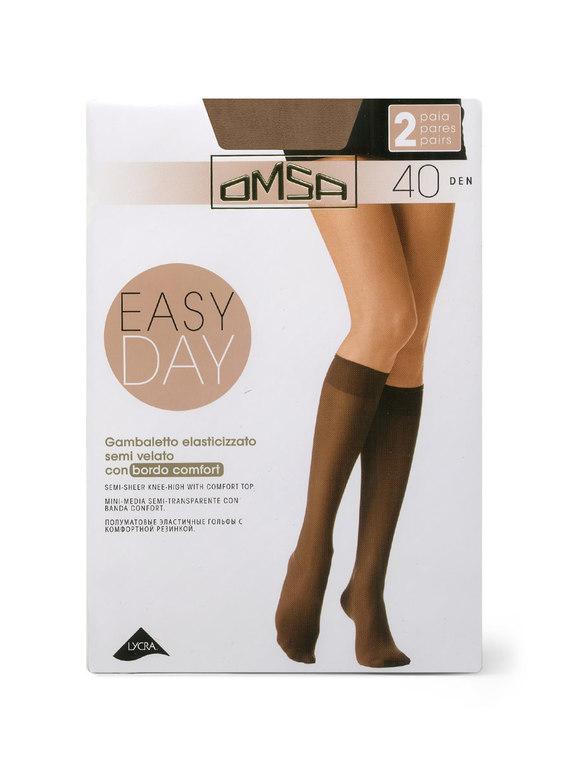 2 paia
pares
pairs
OMSA
40 DEN
EASY
DAY
Gambaletto elasticizzato
semi velato
con bordo comfort
SEMI-SHEER KNEE-HIGH WITH COMFORT TOP.
MINI-MEDIA SEMI-TRANSPARENTE CON
BANDA CONFORT.
ПОЛУМАТОВЫЕ ЭЛАСТИЧНЫЕ ГОЛЬФЫ С
КОМФОРТНОЙ РЕЗИНКОЙ.
LYCRA.